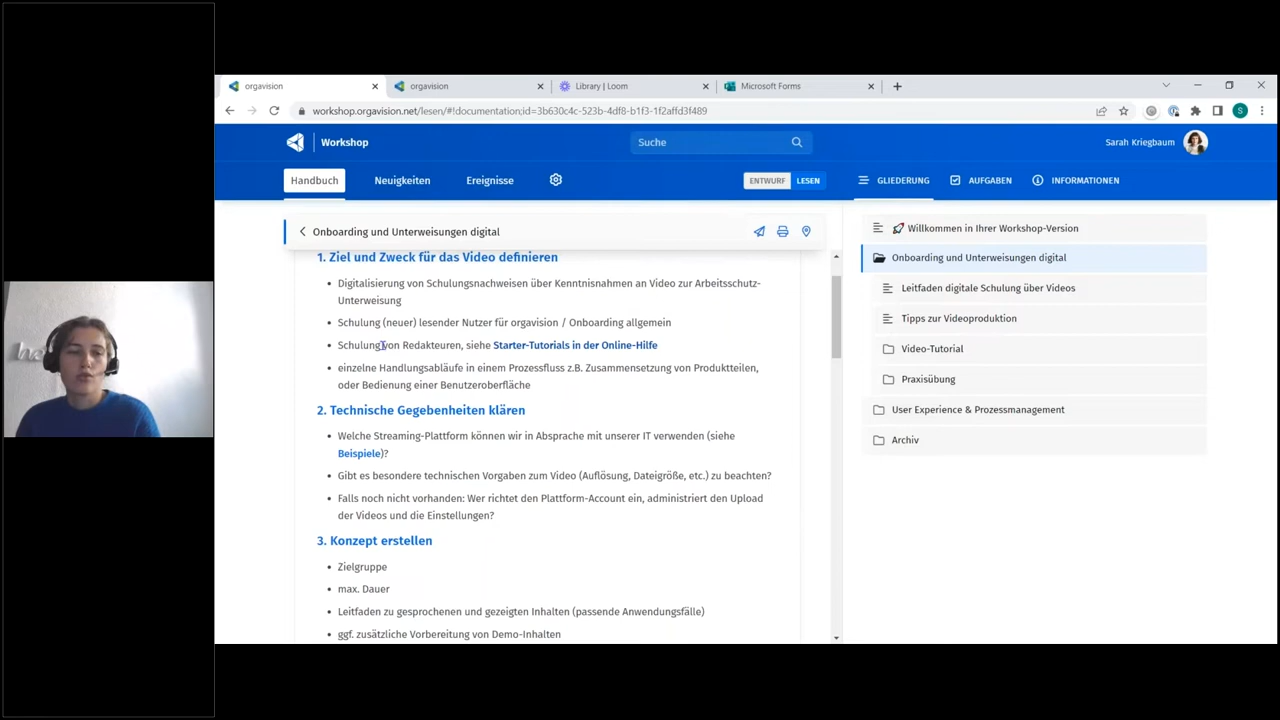 orgavision
orgavision
Library | Loom
Microsoft Forms
workshop.orgavision.net/lesen/#!documentation;id=3b630c4c-523b-4df8-b1f3-1f2affd3f489
S
Workshop
Suche
Sarah Kriegbaum
Handbuch
Neuigkeiten
Ereignisse
ENTWURF
LESEN
GLIEDERUNG
AUFGABEN
INFORMATIONEN
Onboarding und Unterweisungen digital
1. Ziel und Zweck für das Video definieren
• Digitalisierung von Schulungsnachweisen über Kenntnisnahmen an Video zur Arbeitsschutz-
Unterweisung
• Schulung (neuer) lesender Nutzer für orgavision / Onboarding allgemein
• Schulung von Redakteuren, siehe Starter-Tutorials in der Online-Hilfe
• einzelne Handlungsabläufe in einem Prozessfluss z.B. Zusammensetzung von Produktteilen,
oder Bedienung einer Benutzeroberfläche
2. Technische Gegebenheiten klären
• Welche Streaming-Plattform können wir in Absprache mit unserer IT verwenden (siehe
Beispiele)?
• Gibt es besondere technischen Vorgaben zum Video (Auflösung, Dateigröße, etc.) zu beachten?
• Falls noch nicht vorhanden: Wer richtet den Plattform-Account ein, administriert den Upload
der Videos und die Einstellungen?
3. Konzept erstellen
• Zielgruppe
• max. Dauer
• Leitfaden zu gesprochenen und gezeigten Inhalten (passende Anwendungsfälle)
• ggf. zusätzliche Vorbereitung von Demo-Inhalten
Willkommen in Ihrer Workshop-Version
Onboarding und Unterweisungen digital
Leitfaden digitale Schulung über Videos
Tipps zur Videoproduktion
Video-Tutorial
Praxisübung
User Experience & Prozessmanagement
Archiv